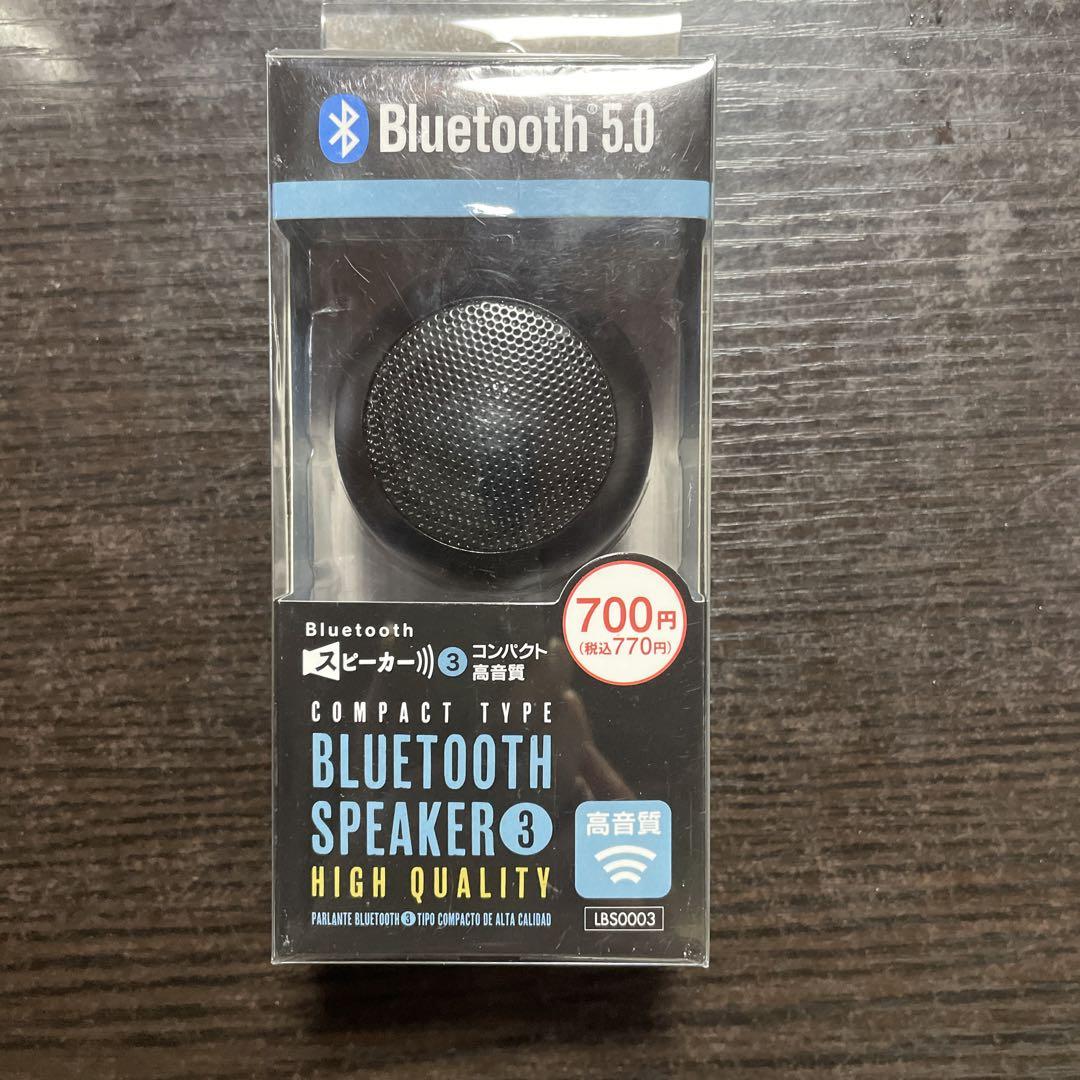 Bluetooth® 5.0
700円
(税込770円)
Bluetooth
スピーカー 3 コンパクト
高音質
COMPACT TYPE
BLUETOOTH
SPEAKER 3
HIGH QUALITY
PARLANTE BLUETOOTH 3 TIPO COMPACTO DE ALTA CALIDAD
高音質
LBS0003